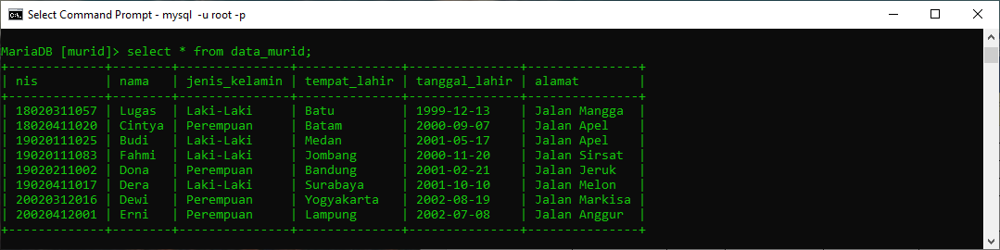 Select Command Prompt - mysql -u root -p
MariaDB [murid]> select * from data_murid;
+-------------+--------+---------------+--------------+---------------+---------------+
| nis         | nama   | jenis_kelamin | tempat_lahir | tanggal_lahir | alamat        |
+-------------+--------+---------------+--------------+---------------+---------------+
| 18020311057 | Lugas  | Laki-Laki     | Batu         | 1999-12-13    | Jalan Mangga  |
| 18020411020 | Cintya | Perempuan     | Batam        | 2000-09-07    | Jalan Apel    |
| 19020111025 | Budi   | Laki-Laki     | Medan        | 2001-05-17    | Jalan Apel    |
| 19020111083 | Fahmi  | Laki-Laki     | Jombang      | 2000-11-20    | Jalan Sirsat  |
| 19020211002 | Dona   | Perempuan     | Bandung      | 2001-02-21    | Jalan Jeruk   |
| 19020411017 | Dera   | Laki-Laki     | Surabaya     | 2001-10-10    | Jalan Melon   |
| 20020312016 | Dewi   | Perempuan     | Yogyakarta   | 2002-08-19    | Jalan Markisa |
| 20020412001 | Erni   | Perempuan     | Lampung      | 2002-07-08    | Jalan Anggur  |
+-------------+--------+---------------+--------------+---------------+---------------+